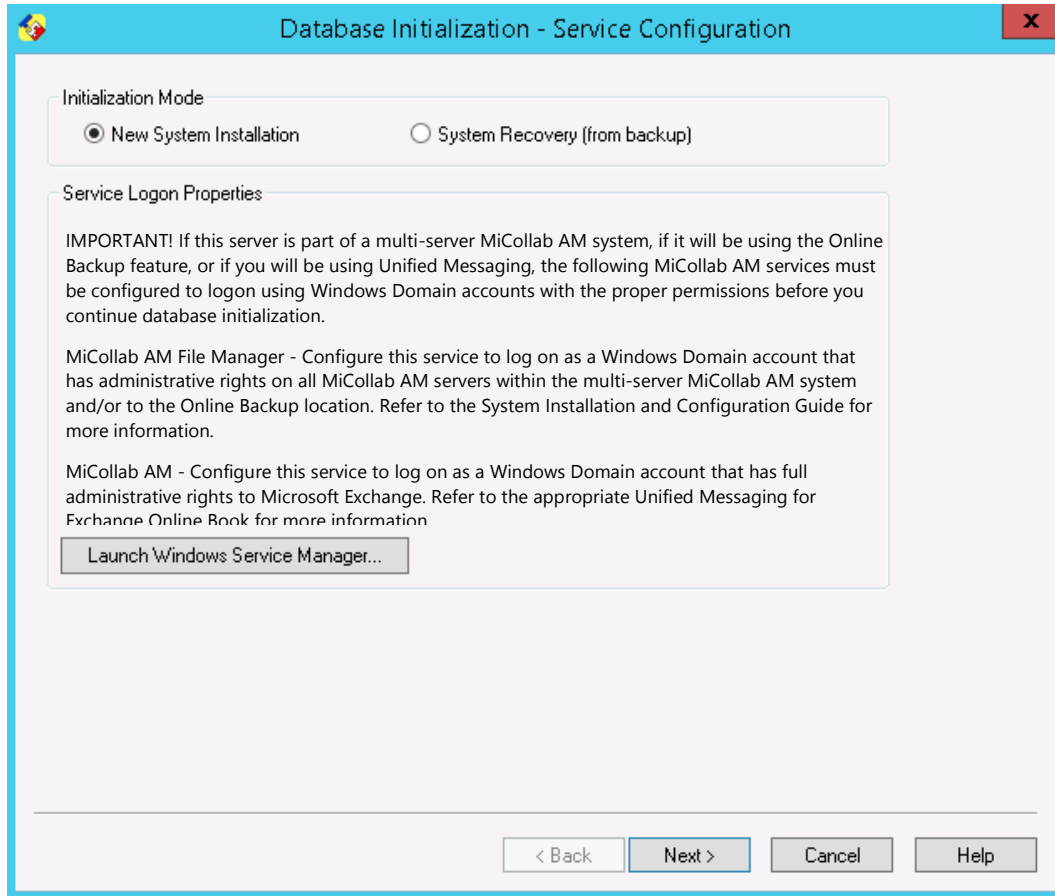 Database Initialization - Service Configuration
x
Initialization Mode
New System Installation
System Recovery (from backup)
Service Logon Properties
IMPORTANT! If this server is part of a multi-server MiCollab AM system, if it will be using the Online
Backup feature, or if you will be using Unified Messaging, the following MiCollab AM services must
be configured to logon using Windows Domain accounts with the proper permissions before you
continue database initialization.
MiCollab AM File Manager - Configure this service to log on as a Windows Domain account that
has administrative rights on all MiCollab AM servers within the multi-server MiCollab AM system
and/or to the Online Backup location. Refer to the System Installation and Configuration Guide for
more information.
MiCollab AM - Configure this service to log on as a Windows Domain account that has full
administrative rights to Microsoft Exchange. Refer to the appropriate Unified Messaging for
Exchange Online Book for more information
Launch Windows Service Manager...
< Back
Next >
Cancel
Help